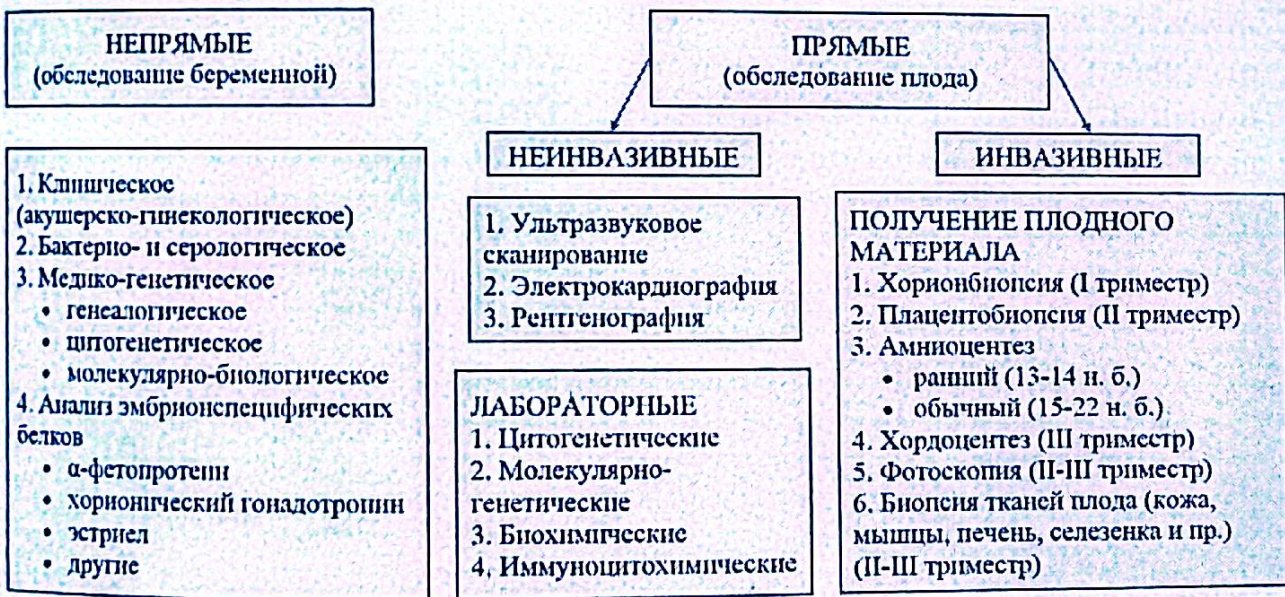 НЕПРЯМЫЕ
(обследование беременной)
ПРЯМЫЕ
(обследование плода)
НЕИНВАЗИВНЫЕ
ИНВАЗИВНЫЕ
1. Клиническое
(акушерско-гинекологическое)
2. Бактерио- и серологическое
3. Медико-генетическое
• генеалогическое
• цитогенетическое
• молекулярно-биологическое
4. Анализ эмбрионспецифических
белков
• α-фетопротеин
• хорионический гонадотропин
• эстриел
• другие
1. Ультразвуковое
сканирование
2. Электрокардиография
3. Рентгенография
ЛАБОРАТОРНЫЕ
1. Цитогенетические
2. Молекулярно-
генетические
3. Биохимические
4, Иммуноцитохимические
ПОЛУЧЕНИЕ ПЛОДНОГО
МАТЕРИАЛА
1. Хорионбиопсия (I триместр)
2. Плацентобиопсия (II триместр)
3. Амниоцентез
• ранний (13-14 н. б.)
• обычный (15-22 н. б.)
4. Хордоцентез (III триместр)
5. Фотоскопия (II-III триместр)
6. Биопсия тканей плода (кожа,
мышцы, печень, селезенка и пр.)
(II-III триместр)